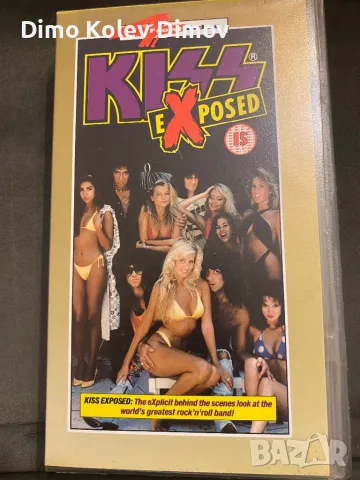 Dimo Kolev Dimov
KISS®
EXPOSED
15
KISS EXPOSED: The eXplicit behind the scenes look at the
world's greatest rock'n'roll band!
BAZAR